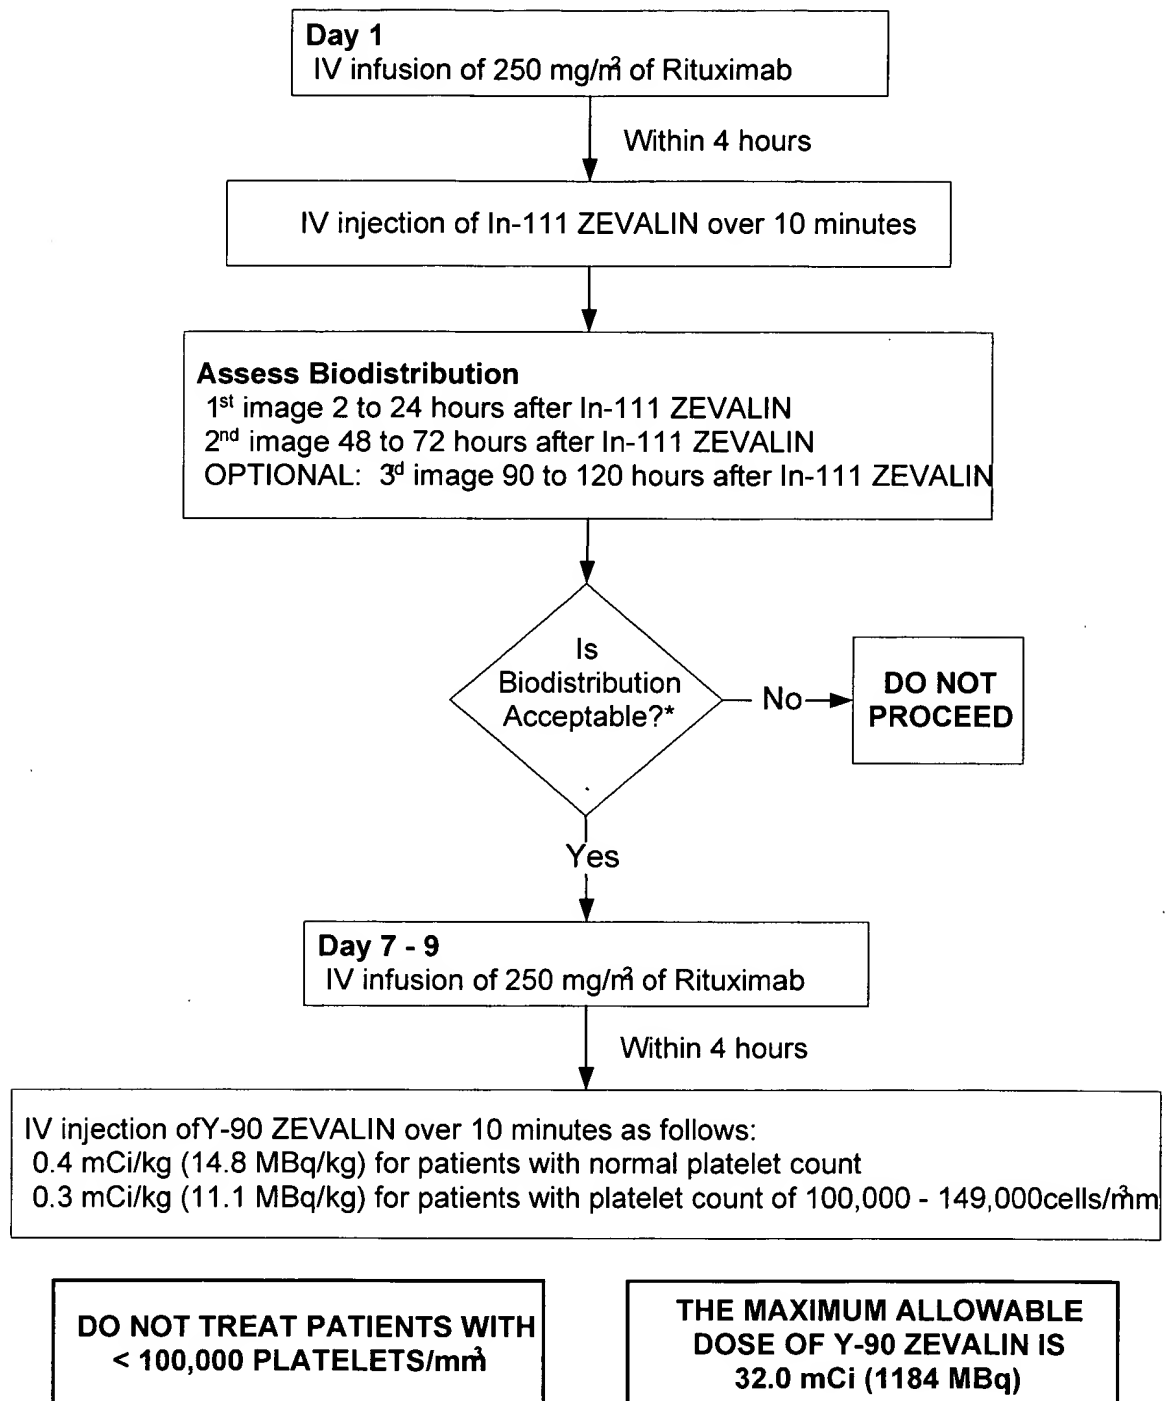 Day 1
IV infusion of 250 mg/m² of Rituximab
Within 4 hours
IV injection of In-111 ZEVALIN over 10 minutes
Assess Biodistribution
1st image 2 to 24 hours after In-111 ZEVALIN
2nd image 48 to 72 hours after In-111 ZEVALIN
OPTIONAL: 3d image 90 to 120 hours after In-111 ZEVALIN
Is
Biodistribution
Acceptable?*
No
DO NOT
PROCEED
Yes
Day 7 - 9
IV infusion of 250 mg/m² of Rituximab
Within 4 hours
IV injection ofY-90 ZEVALIN over 10 minutes as follows:
0.4 mCi/kg (14.8 MBq/kg) for patients with normal platelet count
0.3 mCi/kg (11.1 MBq/kg) for patients with platelet count of 100,000 - 149,000cells/m³m
DO NOT TREAT PATIENTS WITH
< 100,000 PLATELETS/mm³
THE MAXIMUM ALLOWABLE
DOSE OF Y-90 ZEVALIN IS
32.0 mCi (1184 MBq)